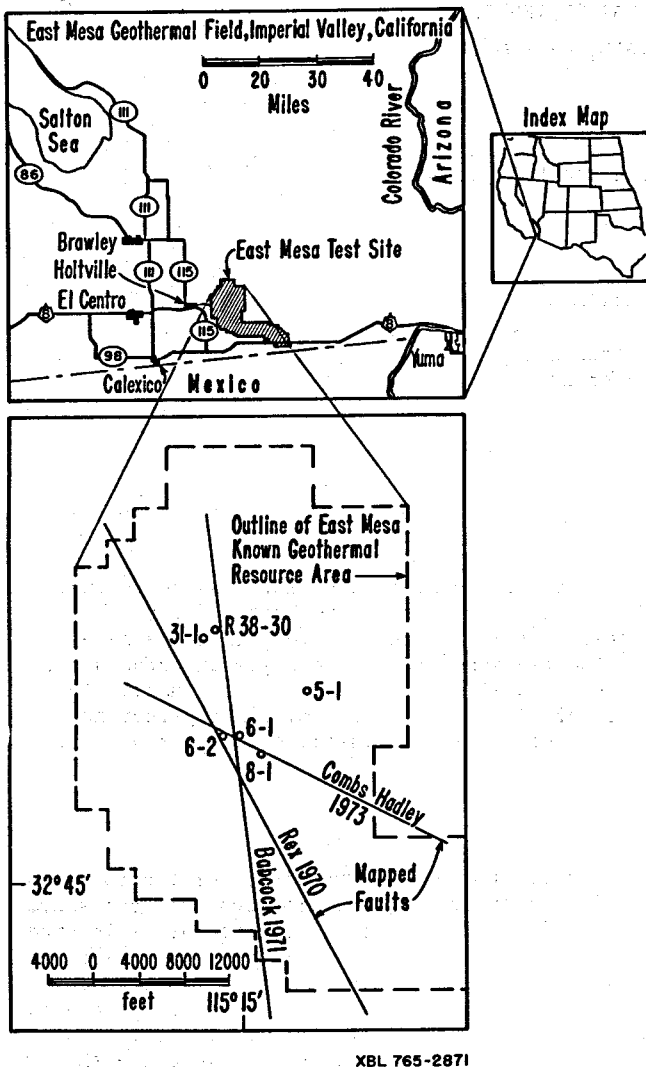 East Mesa Geothermal Field, Imperial Valley, California
0 20 40
Miles
Salton
Sea
111
86
Colorado River
Arizona
Index Map
111
Brawley
Holtville
El Centro
111
115
East Mesa Test Site
8
115
8
98
Calexico
Mexico
Yuma
Outline of East Mesa
Known Geothermal
Resource Area
31-1
R 38-30
5-1
6-2
6-1
8-1
Combs Hadley
1973
Rex 1970
Babcock 1971
Mapped
Faults
32°45'
4000 0 4000 8000 12000
feet
115°15'
XBL 765-2871